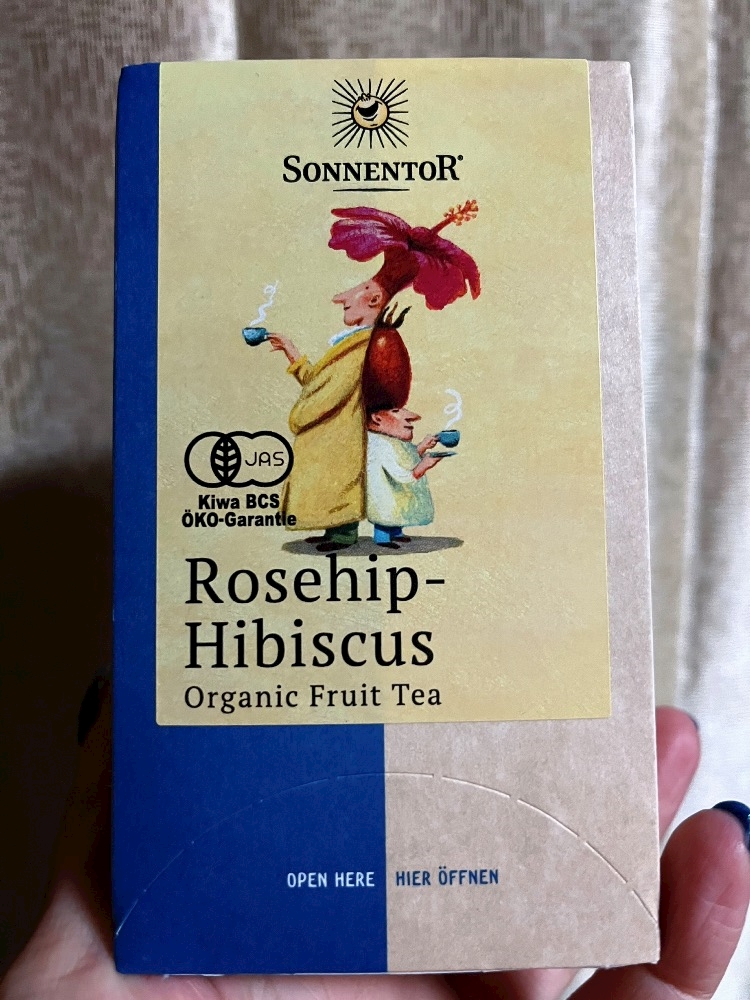 SONNENTOR®
JAS
Kiwa BCS
ÖKO-Garantie
Rosehip-
Hibiscus
Organic Fruit Tea
OPEN HERE HIER ÖFFNEN